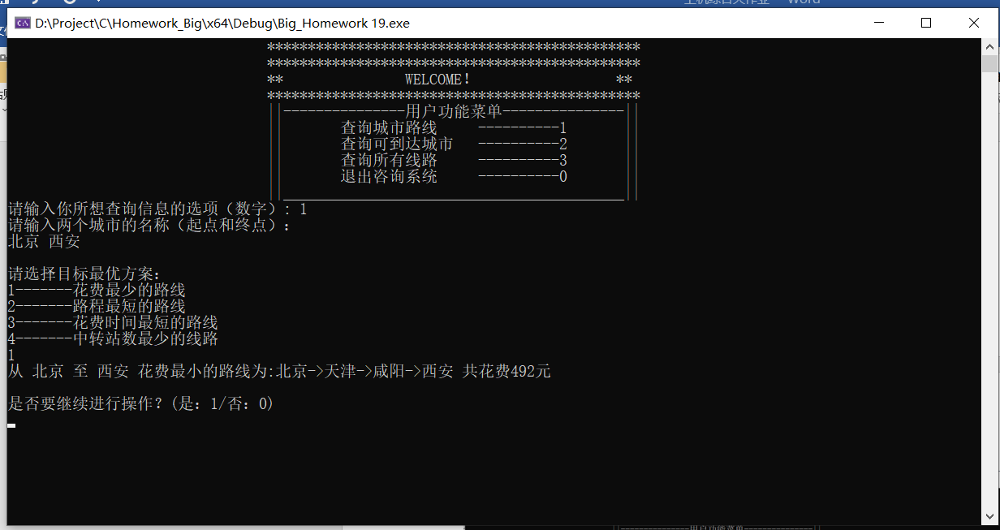 Word
D:\Project\C\Homework_Big\x64\Debug\Big_Homework 19.exe
**********************************************
**********************************************
** WELCOME! **
**********************************************
||---------------用户功能菜单---------------||
查询城市路线 ----------1
查询可到达城市 ----------2
查询所有线路 ----------3
退出咨询系统 ----------0
||__________________________________________||
请输入你所想查询信息的选项（数字）: 1
请输入两个城市的名称（起点和终点）：
北京 西安
请选择目标最优方案：
1-------花费最少的路线
2-------路程最短的路线
3-------花费时间最短的路线
4-------中转站数最少的线路
1
从 北京 至 西安 花费最小的路线为:北京->天津->咸阳->西安 共花费492元
是否要继续进行操作？(是：1/否：0)